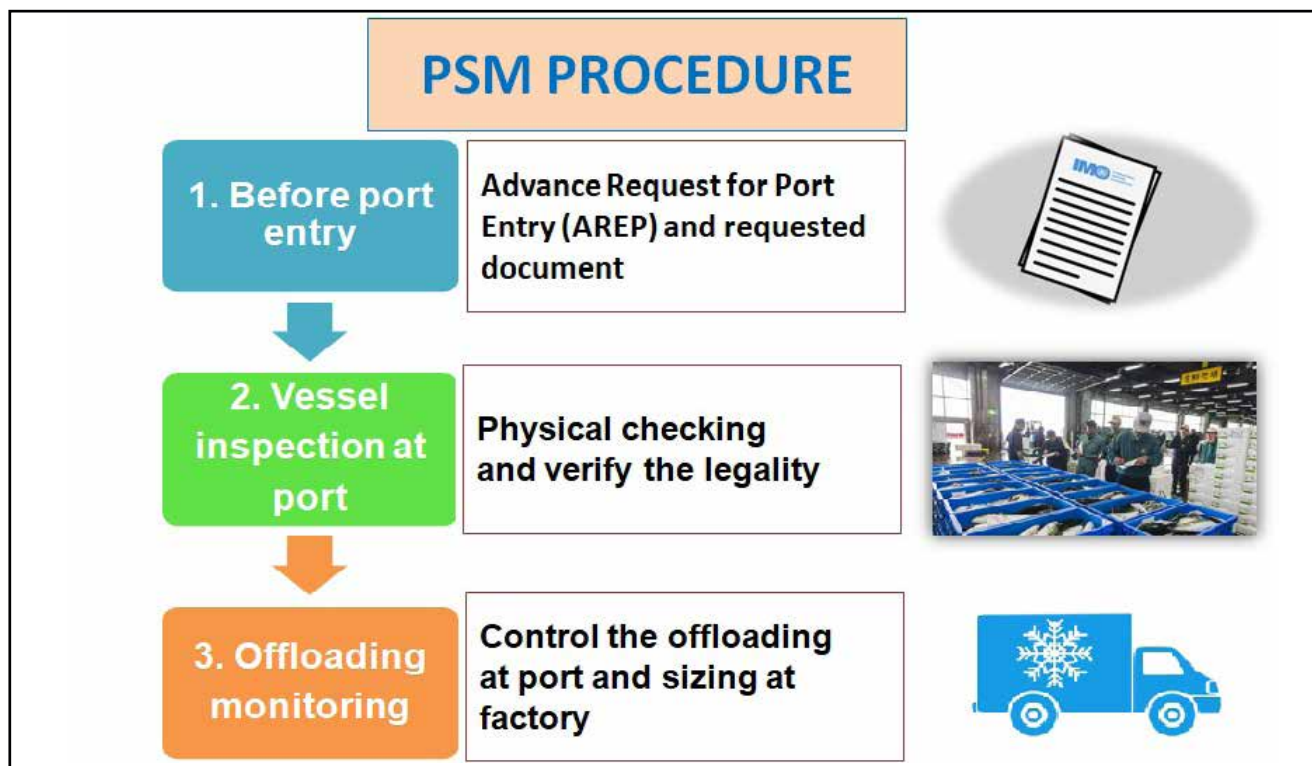 PSM PROCEDURE
1. Before port
entry
Advance Request for Port
Entry (AREP) and requested
document
IMO
2. Vessel
inspection at
port
Physical checking
and verify the legality
3. Offloading
monitoring
Control the offloading
at port and sizing at
factory